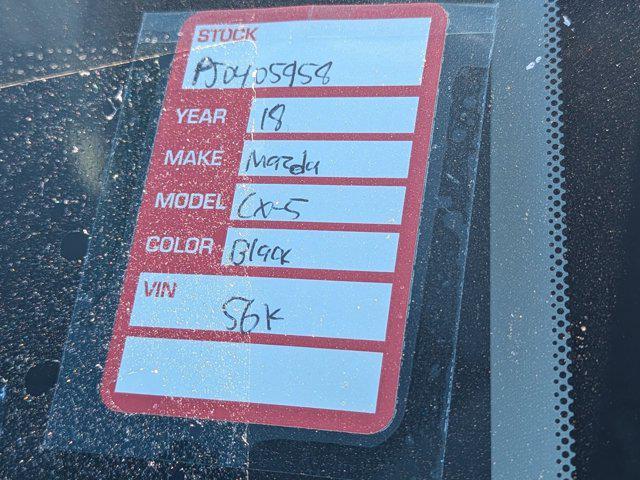 STOCK
PJ0405958
YEAR 18
MAKE Mazda
MODEL CX-5
COLOR Black
VIN
56K